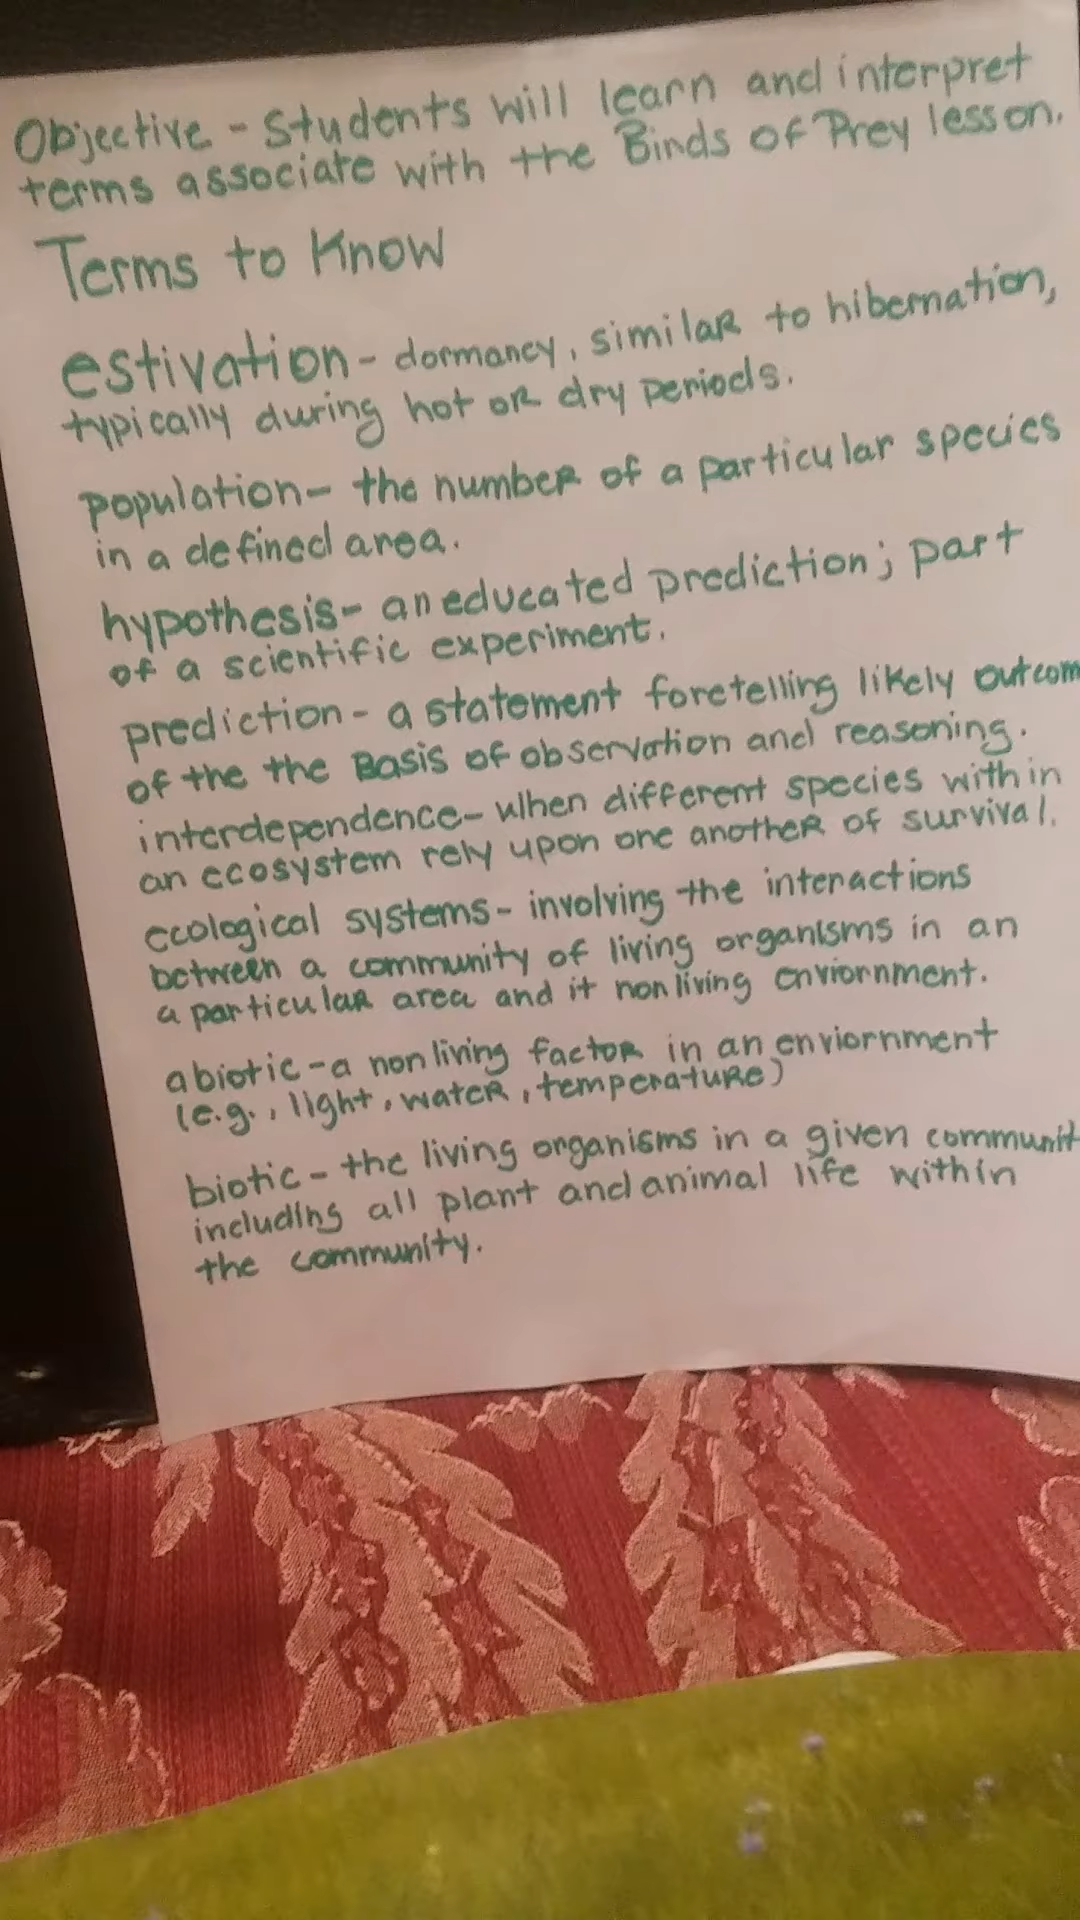 Objective - Students will learn and interpret
terms associate with the Binds of Prey lesson.
Terms to Know
estivation - dormancy, similar to hibernation,
typically during hot or dry periods.
population - the number of a particular species
in a defined area.
hypothesis - an educated prediction; part
of a scientific experiment.
prediction - a statement foretelling likely outcom
of the the Basis of observation and reasoning.
interdependence - when different species within
an ecosystem rely upon one another of survival.
ecological systems - involving the interactions
between a community of living organisms in an
a particular area and it nonliving enviornment.
abiotic - a nonliving factor in an enviornment
(e.g., light, water, temperature)
biotic - the living organisms in a given communit
including all plant and animal life within
the community.